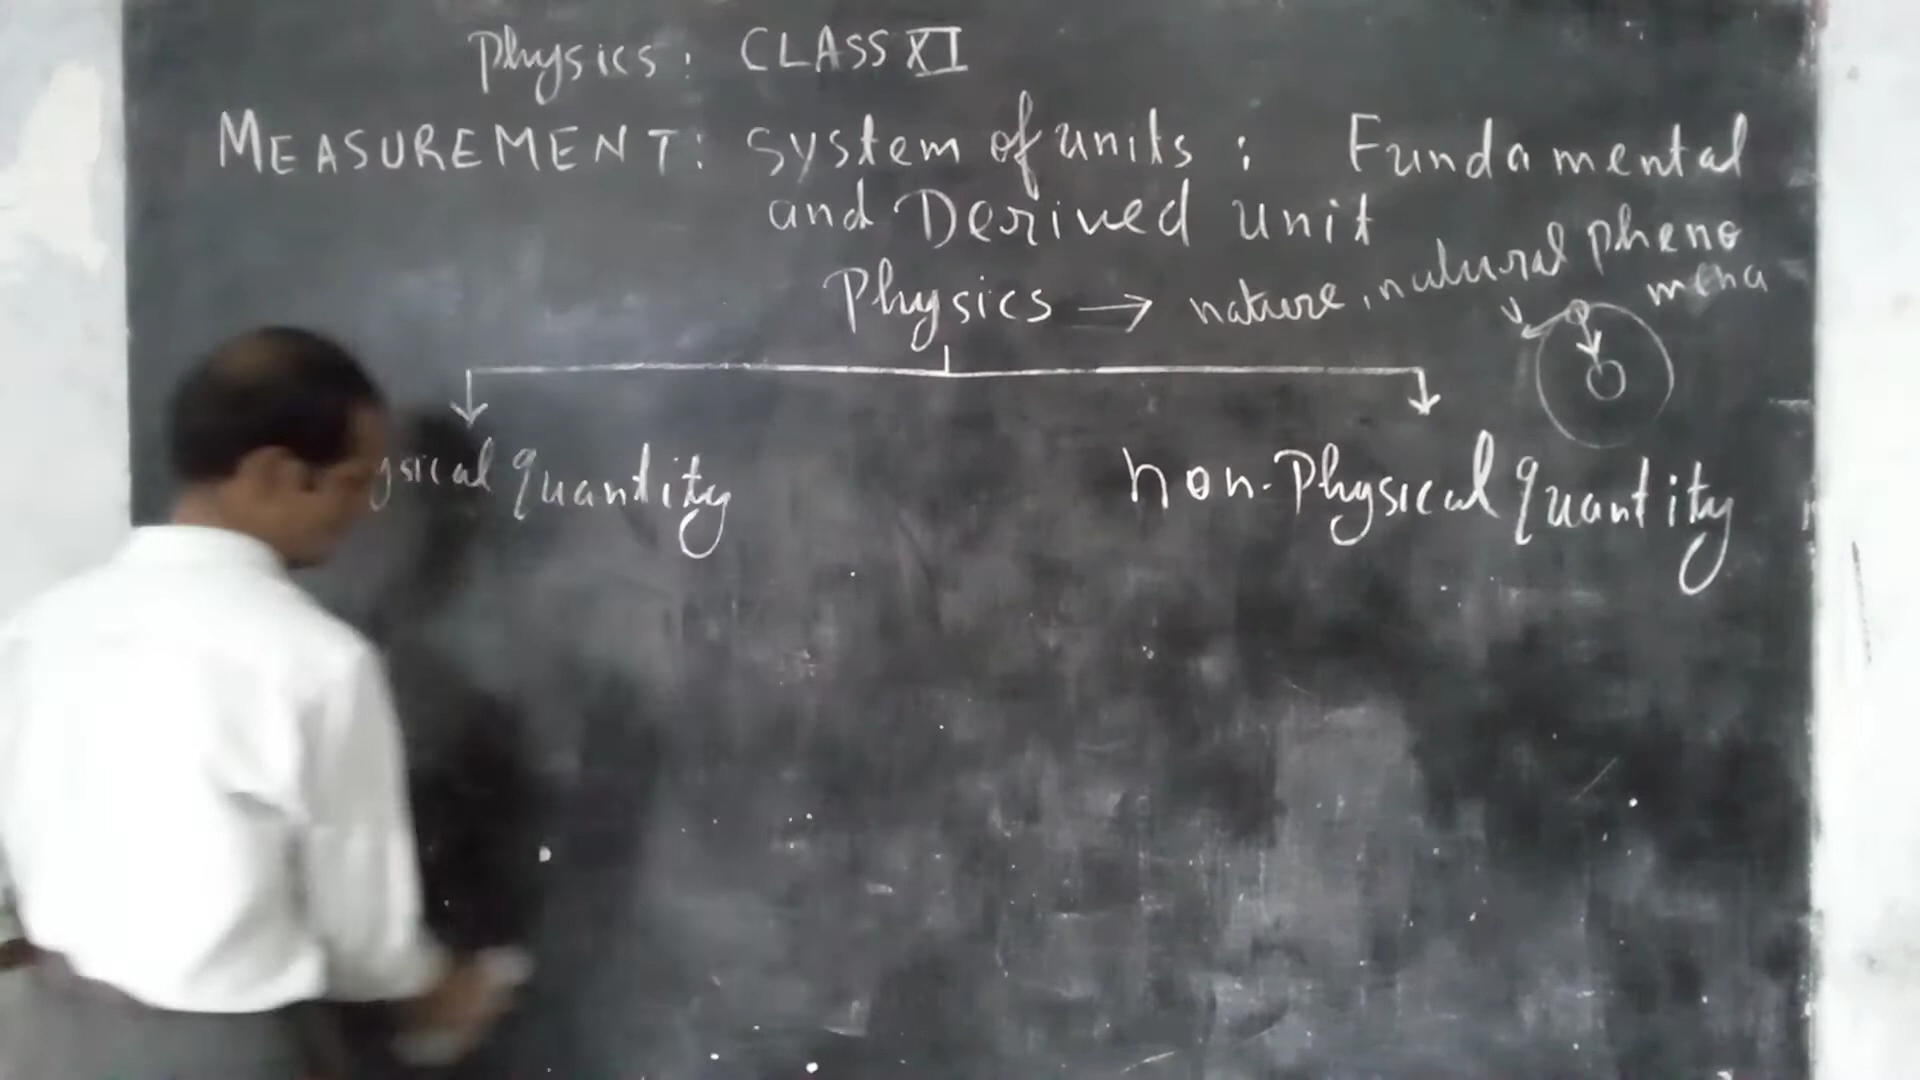 Physics: CLASS XI
MEASUREMENT: System of units: Fundamental
and Derived unit
Physics → nature, natural pheno
mena
v
ysical quantity
non-Physical quantity